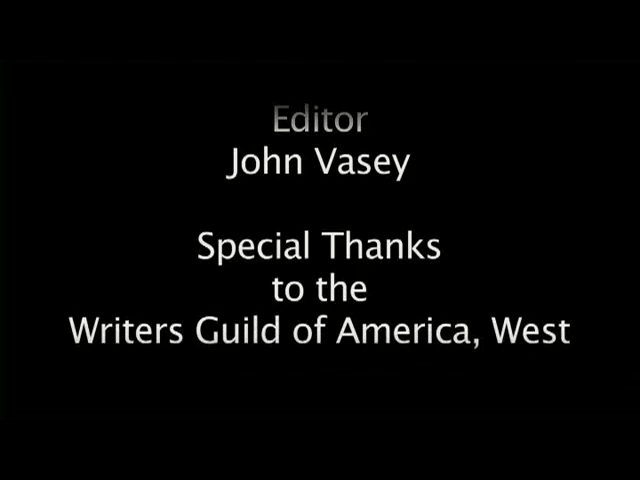 Editor
John Vasey
Special Thanks
to the
Writers Guild of America, West